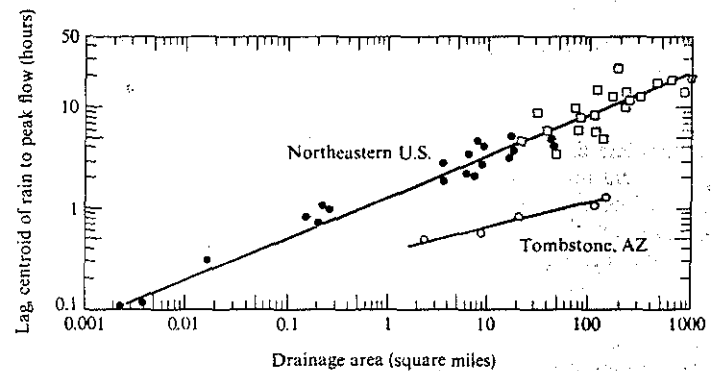 Lag, centroid of rain to peak flow (hours)
50
10
1
0.1
Northeastern U.S.
Tombstone, AZ
0.001 0.01 0.1 1 10 100 1000
Drainage area (square miles)